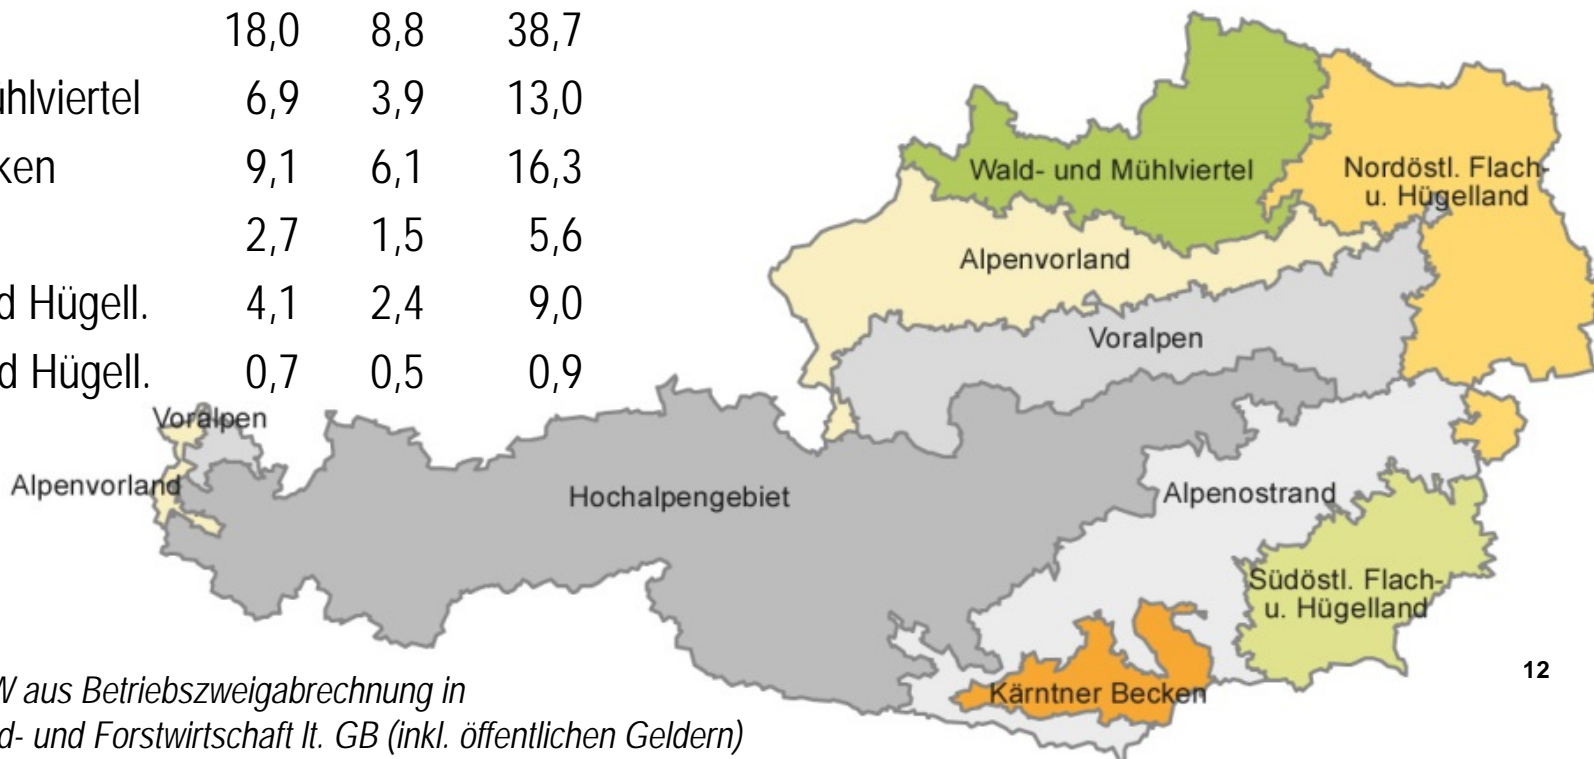 18,0 8,8 38,7
ühlviertel 6,9 3,9 13,0
ken 9,1 6,1 16,3
2,7 1,5 5,6
d Hügell. 4,1 2,4 9,0
d Hügell. 0,7 0,5 0,9
Wald- und Mühlviertel
Nordöstl. Flach-
u. Hügelland
Alpenvorland
Voralpen
Voralpen
Alpenvorland
Hochalpengebiet
Alpenostrand
Südöstl. Flach-
u. Hügelland
Kärntner Becken
W aus Betriebszweigabrechnung in
d- und Forstwirtschaft lt. GB (inkl. öffentlichen Geldern)
12